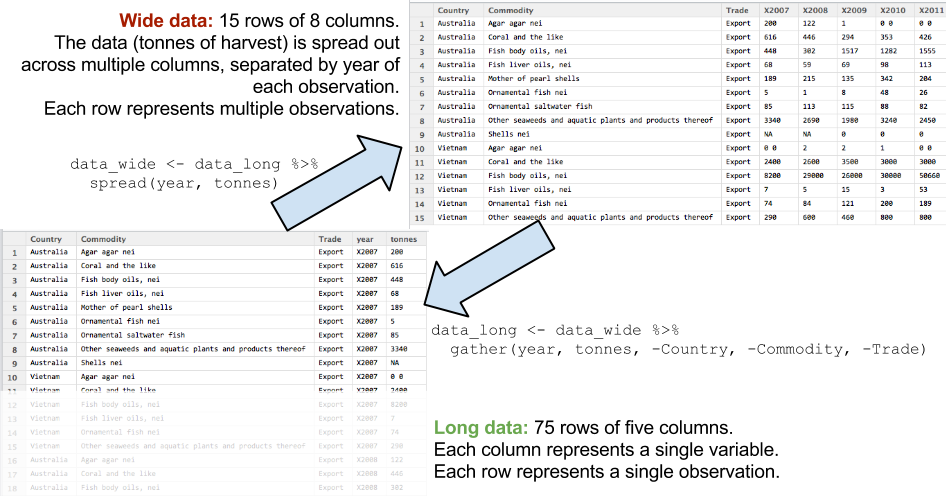 Wide data: 15 rows of 8 columns.
The data (tonnes of harvest) is spread out
across multiple columns, separated by year of
each observation.
Each row represents multiple observations.
data_wide <- data_long %>%
spread(year, tonnes)
Country Commodity Trade X2007 X2008 X2009 X2010 X2011
1 Australia Agar agar nei Export 200 122 1 0 0 0 0
2 Australia Coral and the like Export 616 446 294 353 426
3 Australia Fish body oils, nei Export 448 302 1517 1282 1555
4 Australia Fish liver oils, nei Export 68 59 69 98 113
5 Australia Mother of pearl shells Export 189 215 135 342 204
6 Australia Ornamental fish nei Export 5 1 8 48 26
7 Australia Ornamental saltwater fish Export 85 113 115 88 82
8 Australia Other seaweeds and aquatic plants and products thereof Export 3340 2690 1980 3240 2450
9 Australia Shells nei Export NA NA 0 0 0
10 Vietnam Agar agar nei Export 0 0 2 2 1 0 0
11 Vietnam Coral and the like Export 2400 2600 3500 3000 3000
12 Vietnam Fish body oils, nei Export 8200 29000 26000 30000 50660
13 Vietnam Fish liver oils, nei Export 7 5 15 3 53
14 Vietnam Ornamental fish nei Export 74 84 121 200 189
15 Vietnam Other seaweeds and aquatic plants and products thereof Export 290 600 460 800 800
Country Commodity Trade year tonnes
1 Australia Agar agar nei Export X2007 200
2 Australia Coral and the like Export X2007 616
3 Australia Fish body oils, nei Export X2007 448
4 Australia Fish liver oils, nei Export X2007 68
5 Australia Mother of pearl shells Export X2007 189
6 Australia Ornamental fish nei Export X2007 5
7 Australia Ornamental saltwater fish Export X2007 85
8 Australia Other seaweeds and aquatic plants and products thereof Export X2007 3340
9 Australia Shells nei Export X2007 NA
10 Vietnam Agar agar nei Export X2007 0 0
11 Vietnam Coral and the like Export X2007 2400
12 Vietnam Fish body oils, nei Export X2007 8200
13 Vietnam Fish liver oils, nei Export X2007 7
14 Vietnam Ornamental fish nei Export X2007 74
15 Vietnam Other seaweeds and aquatic plants and products thereof Export X2007 290
16 Australia Agar agar nei Export X2008 122
17 Australia Coral and the like Export X2008 446
18 Australia Fish body oils, nei Export X2008 302
data_long <- data_wide %>%
gather(year, tonnes, -Country, -Commodity, -Trade)
Long data: 75 rows of five columns.
Each column represents a single variable.
Each row represents a single observation.